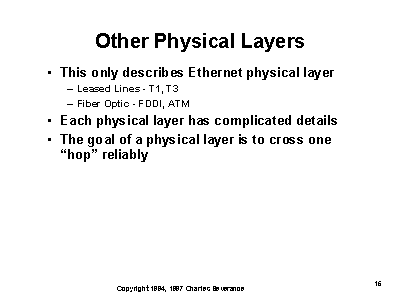 Other Physical Layers
• This only describes Ethernet physical layer
– Leased Lines - T1, T3
– Fiber Optic - FDDI, ATM
• Each physical layer has complicated details
• The goal of a physical layer is to cross one
“hop” reliably
Copyright 1994, 1997 Charles Severance
16